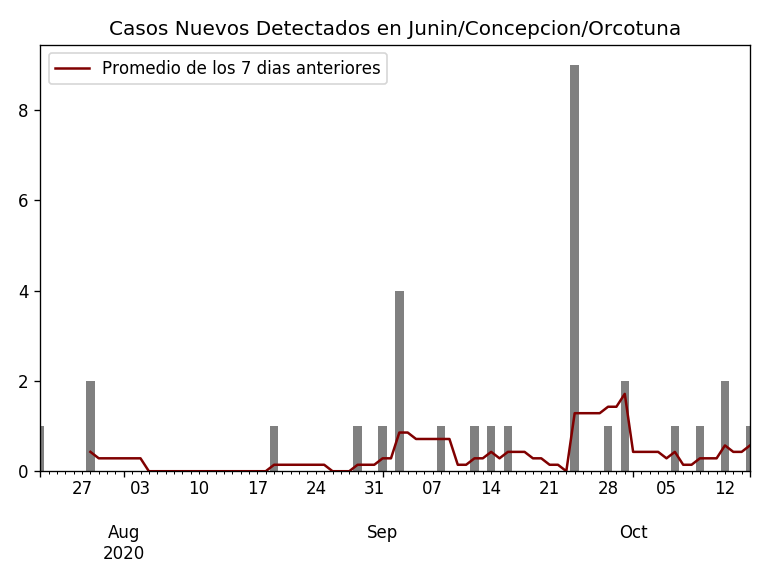 Casos Nuevos Detectados en Junin/Concepcion/Orcotuna
Promedio de los 7 dias anteriores
8
6
4
2
0
27 03 10 17 24 31 07 14 21 28 05 12
Aug Sep Oct
2020